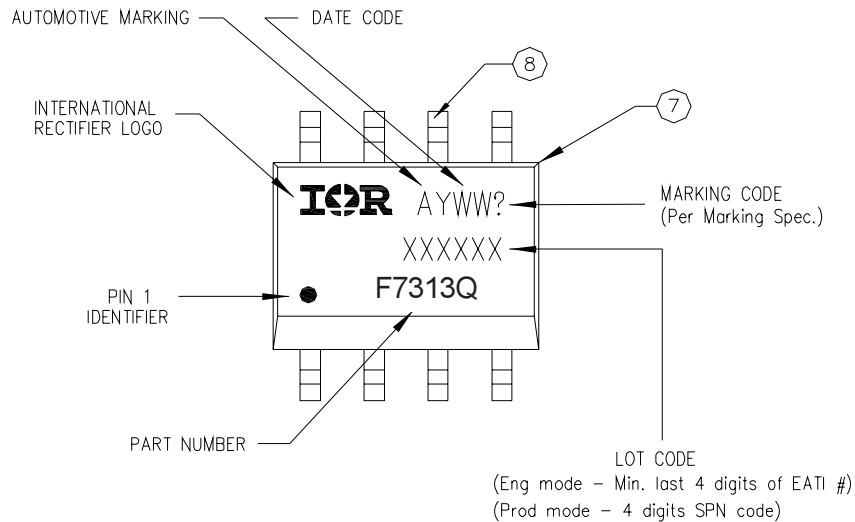 AUTOMOTIVE MARKING
DATE CODE
8
INTERNATIONAL
RECTIFIER LOGO
7
IOR
AYWW?
MARKING CODE
(Per Marking Spec.)
XXXXXX
PIN 1
IDENTIFIER
F7313Q
PART NUMBER
LOT CODE
(Eng mode – Min. last 4 digits of EATI #)
(Prod mode – 4 digits SPN code)